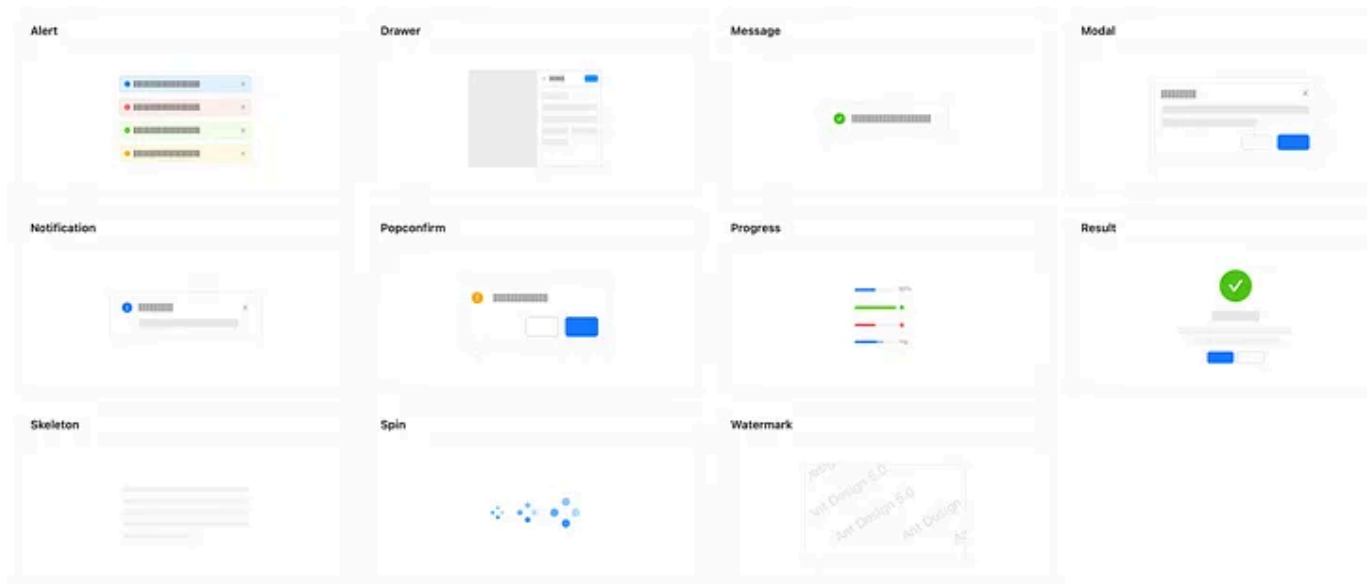 Alert
Drawer
Message
Modal
Notification
Popconfirm
Progress
Result
Skeleton
Spin
Watermark
Ant Design 5.0
Ant Design 5.0
Ant Design